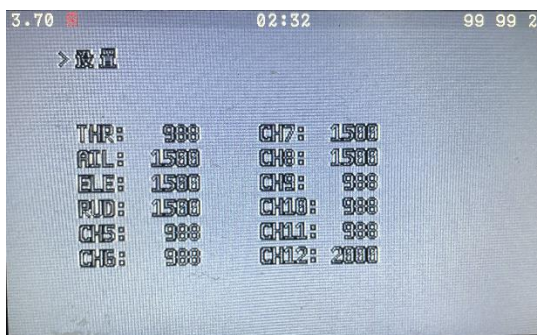 3.70 02:32 99 99 2
>设置
THR: 988 CH7: 1500
AIL: 1500 CH8: 1500
ELE: 1500 CH9: 988
RUD: 1500 CH10: 988
CH5: 988 CH11: 988
CH6: 988 CH12: 2000